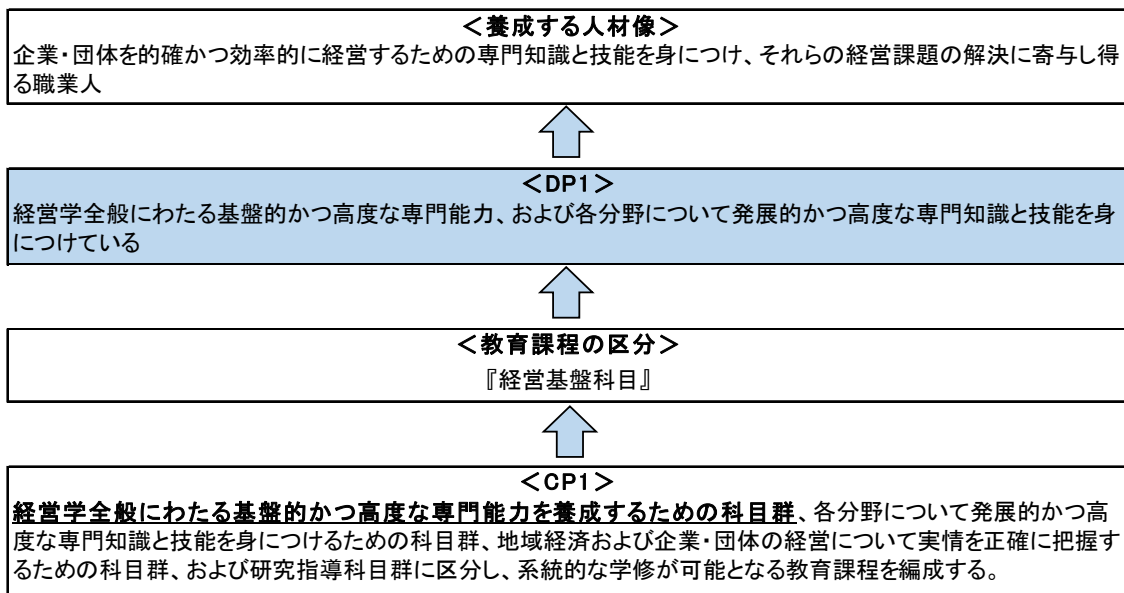 ＜養成する人材像＞
企業・団体を的確かつ効率的に経営するための専門知識と技能を身につけ、それらの経営課題の解決に寄与し得
る職業人
＜DP1＞
経営学全般にわたる基盤的かつ高度な専門能力、および各分野について発展的かつ高度な専門知識と技能を身
につけている
＜教育課程の区分＞
『経営基盤科目』
＜CP1＞
経営学全般にわたる基盤的かつ高度な専門能力を養成するための科目群、各分野について発展的かつ高
度な専門知識と技能を身につけるための科目群、地域経済および企業・団体の経営について実情を正確に把握す
るための科目群、および研究指導科目群に区分し、系統的な学修が可能となる教育課程を編成する。